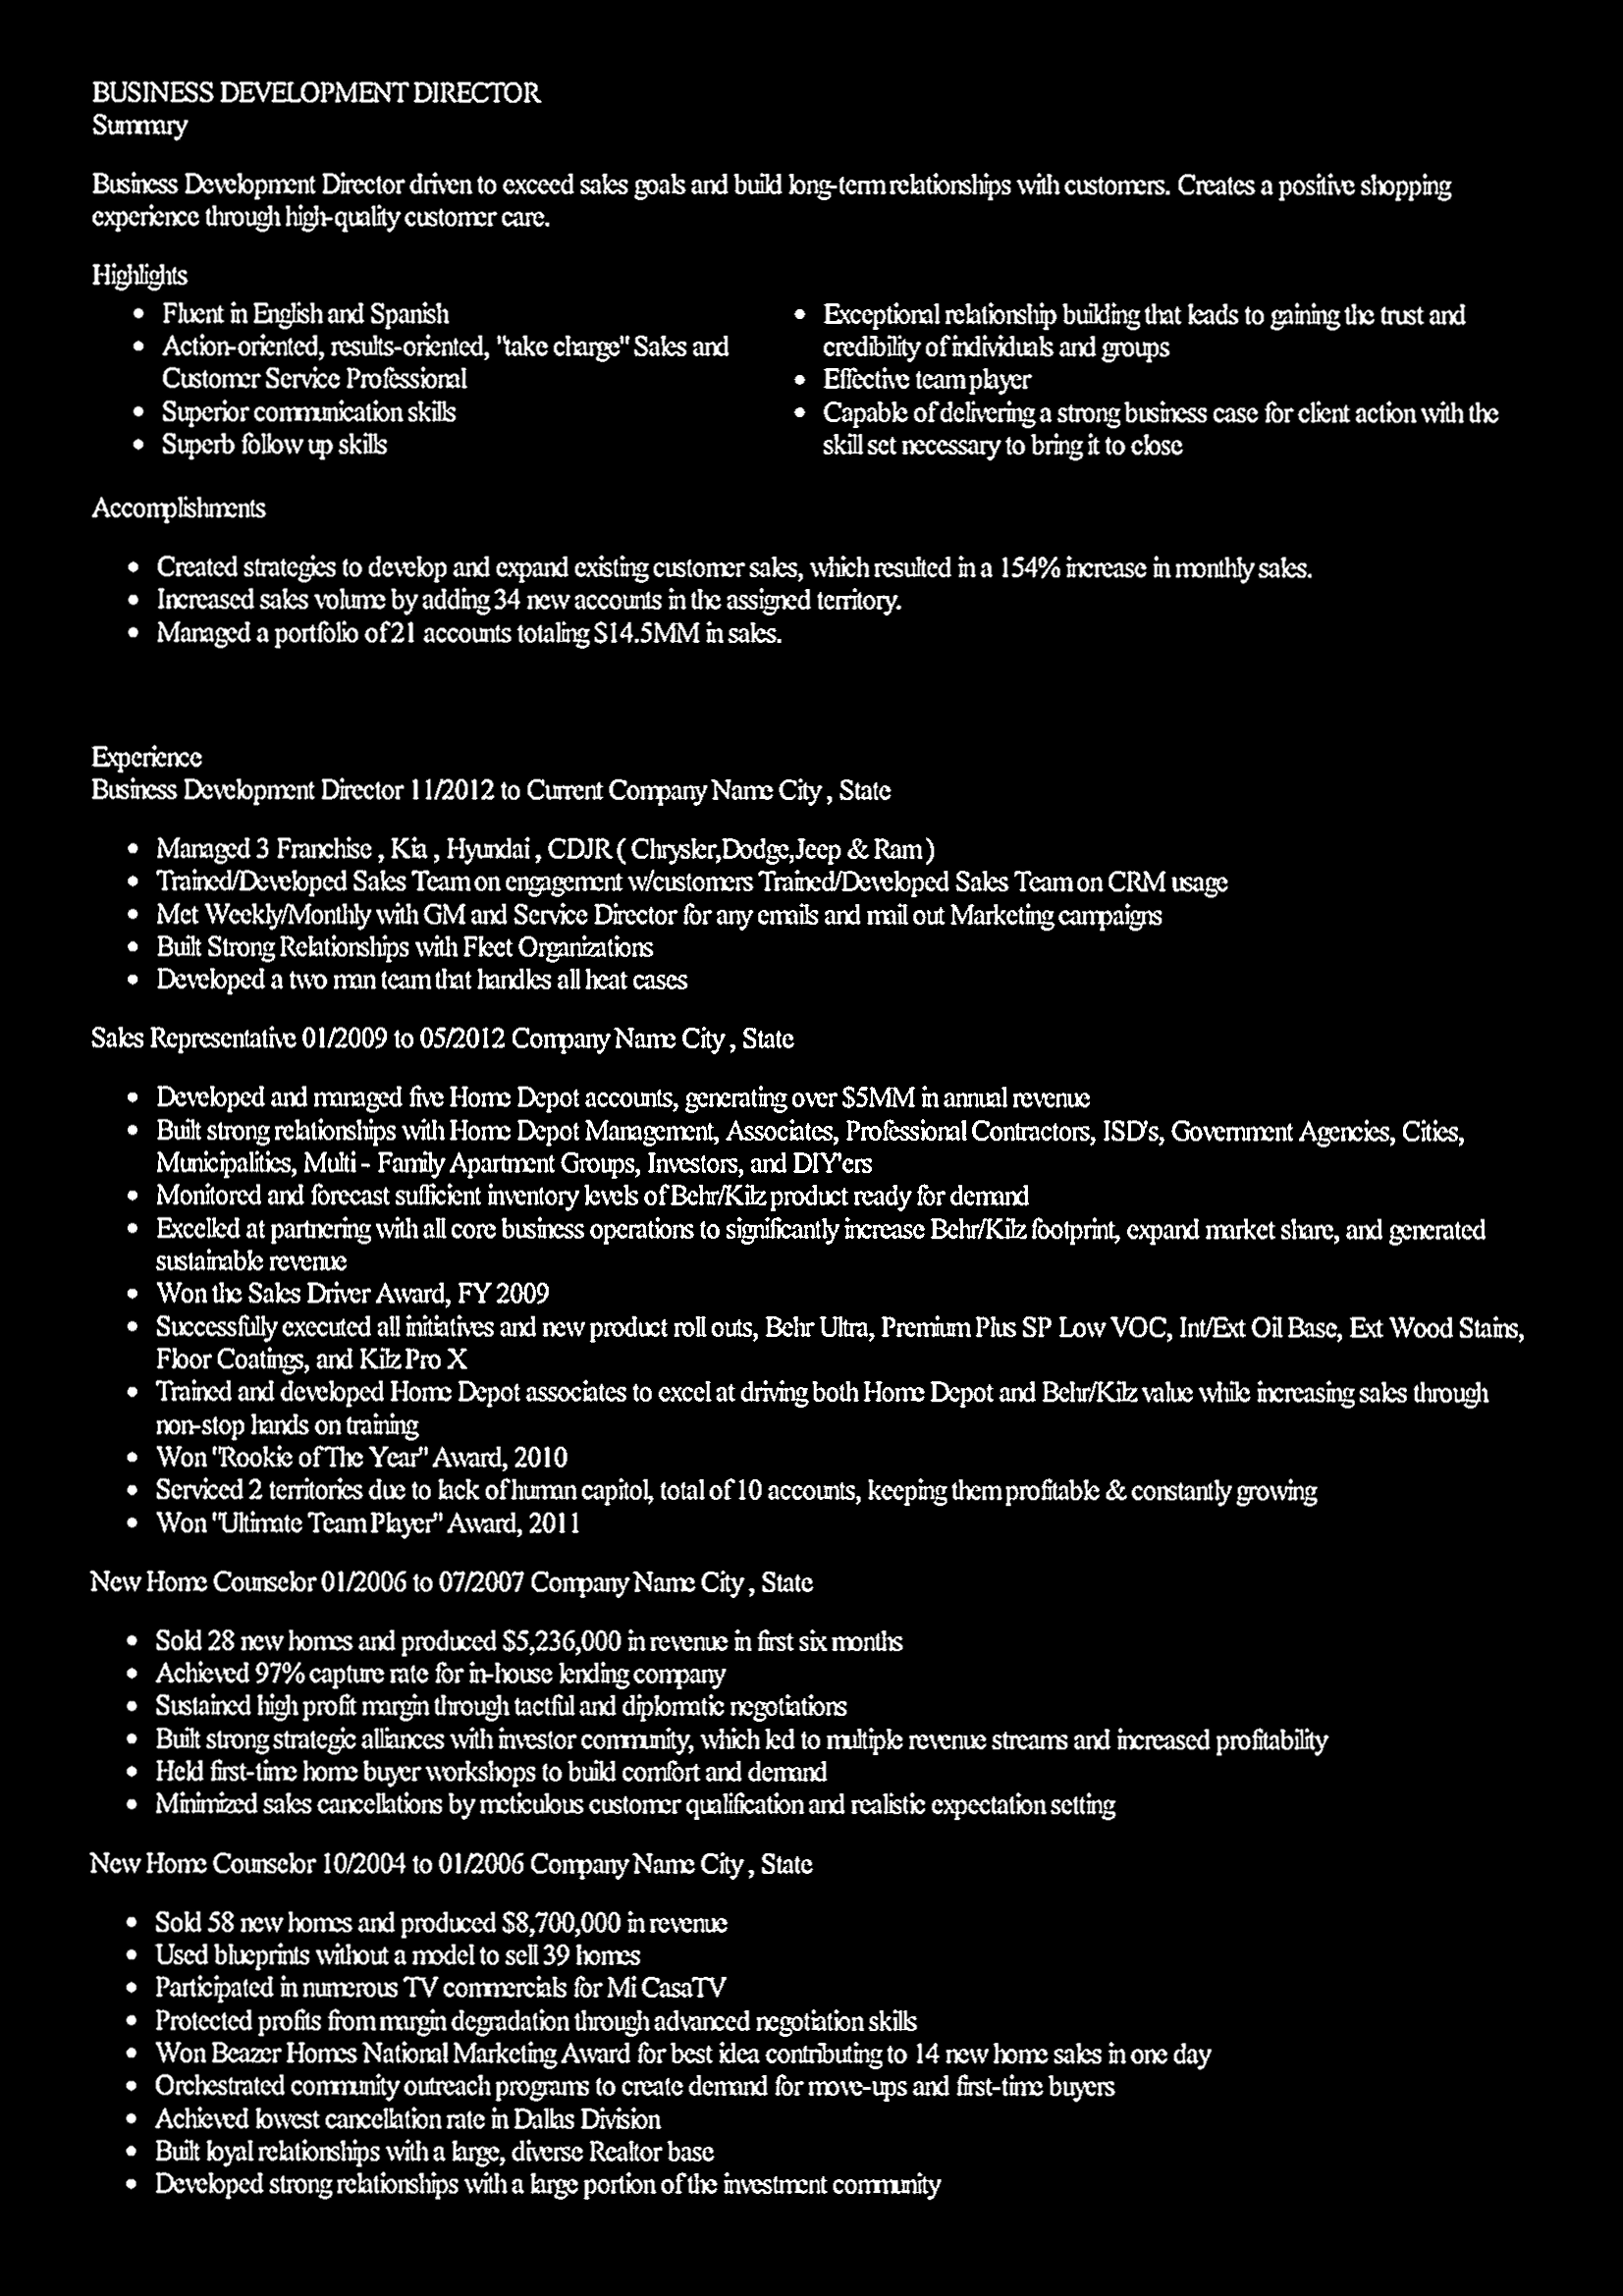 BUSINESS DEVELOPMENT DIRECTOR
Summary
Business Development Director driven to exceed sales goals and build long-term relationships with customers. Creates a positive shopping
experience through high-quality customer care.
Highlights
• Fluent in English and Spanish
• Action-oriented, results-oriented, "take charge" Sales and
Customer Service Professional
• Superior communication skills
• Superb follow up skills
• Exceptional relationship building that leads to gaining the trust and
credibility of individuals and groups
• Effective team player
• Capable of delivering a strong business case for client action with the
skill set necessary to bring it to close
Accomplishments
• Created strategies to develop and expand existing customer sales, which resulted in a 154% increase in monthly sales.
• Increased sales volume by adding 34 new accounts in the assigned territory.
• Managed a portfolio of 21 accounts totaling $14.5MM in sales.
Experience
Business Development Director 11/2012 to Current Company Name City , State
• Managed 3 Franchise , Kia , Hyundai , CDJR ( Chrysler,Dodge,Jeep & Ram )
• Trained/Developed Sales Team on engagement w/customers Trained/Developed Sales Team on CRM usage
• Met Weekly/Monthly with GM and Service Director for any emails and mail out Marketing campaigns
• Built Strong Relationships with Fleet Organizations
• Developed a two man team that handles all heat cases
Sales Representative 01/2009 to 05/2012 Company Name City , State
• Developed and managed five Home Depot accounts, generating over $5MM in annual revenue
• Built strong relationships with Home Depot Management, Associates, Professional Contractors, ISD's, Government Agencies, Cities,
Municipalities, Multi - Family Apartment Groups, Investors, and DIY'ers
• Monitored and forecast sufficient inventory levels of Behr/Kilz product ready for demand
• Excelled at partnering with all core business operations to significantly increase Behr/Kilz footprint, expand market share, and generated
sustainable revenue
• Won the Sales Driver Award, FY 2009
• Successfully executed all initiatives and new product roll outs, Behr Ultra, Premium Plus SP Low VOC, Int/Ext Oil Base, Ext Wood Stains,
Floor Coatings, and Kilz Pro X
• Trained and developed Home Depot associates to excel at driving both Home Depot and Behr/Kilz value while increasing sales through
non-stop hands on training
• Won "Rookie of The Year" Award, 2010
• Serviced 2 territories due to lack of human capitol, total of 10 accounts, keeping them profitable & constantly growing
• Won "Ultimate Team Player" Award, 2011
New Home Counselor 01/2006 to 07/2007 Company Name City , State
• Sold 28 new homes and produced $5,236,000 in revenue in first six months
• Achieved 97% capture rate for in-house lending company
• Sustained high profit margin through tactful and diplomatic negotiations
• Built strong strategic alliances with investor community, which led to multiple revenue streams and increased profitability
• Held first-time home buyer workshops to build comfort and demand
• Minimized sales cancellations by meticulous customer qualification and realistic expectation setting
New Home Counselor 10/2004 to 01/2006 Company Name City , State
• Sold 58 new homes and produced $8,700,000 in revenue
• Used blueprints without a model to sell 39 homes
• Participated in numerous TV commercials for Mi CasaTV
• Protected profits from margin degradation through advanced negotiation skills
• Won Beazer Homes National Marketing Award for best idea contributing to 14 new home sales in one day
• Orchestrated community outreach programs to create demand for move-ups and first-time buyers
• Achieved lowest cancellation rate in Dallas Division
• Built loyal relationships with a large, diverse Realtor base
• Developed strong relationships with a large portion of the investment community